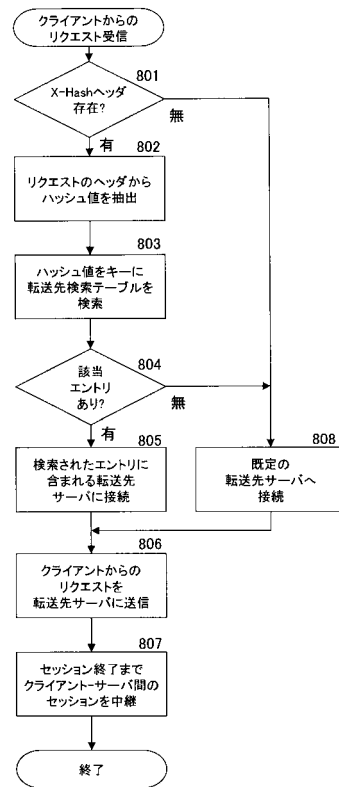 クライアントからの
リクエスト受信
801
X-Hashヘッダ
存在?
無
有
802
リクエストのヘッダから
ハッシュ値を抽出
803
ハッシュ値をキーに
転送先検索テーブルを
検索
804
該当
エントリ
あり?
無
有
805
検索されたエントリに
含まれる転送先
サーバに接続
808
既定の
転送先サーバへ
接続
806
クライアントからの
リクエストを
転送先サーバに送信
807
セッション終了まで
クライアント-サーバ間の
セッションを中継
終了